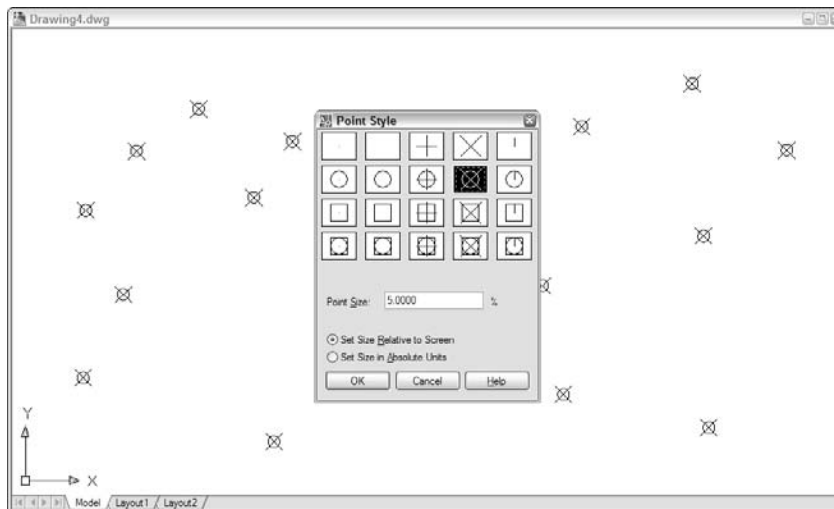 Drawing4.dwg
Point Style
Point Size: 5.0000 %
Set Size Relative to Screen
Set Size in Absolute Units
OK Cancel Help
Y
X
Model Layout1 Layout2